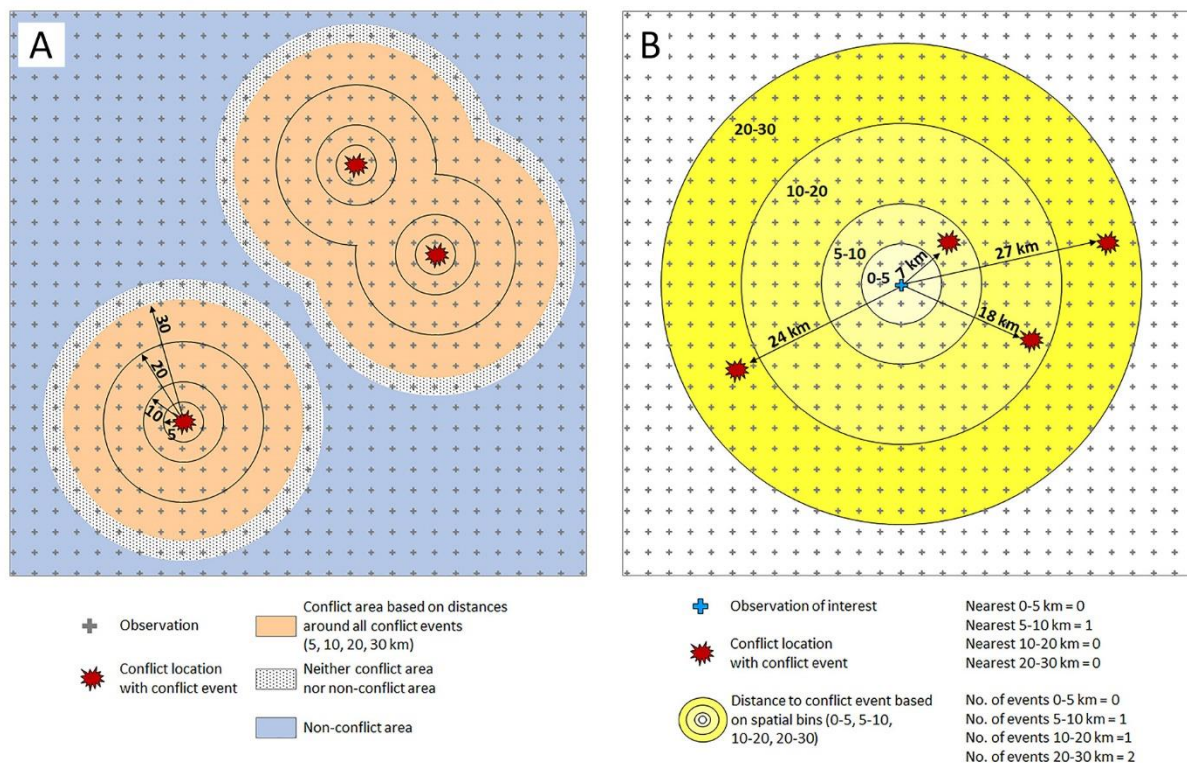 A
30
20
10
5
Observation
Conflict location
with conflict event
Conflict area based on distances
around all conflict events
(5, 10, 20, 30 km)
Neither conflict area
nor non-conflict area
Non-conflict area
B
20-30
10-20
5-10
0-5
7 km
27 km
18 km
24 km
Observation of interest
Conflict location
with conflict event
Distance to conflict event based
on spatial bins (0-5, 5-10,
10-20, 20-30)
Nearest 0-5 km = 0
Nearest 5-10 km = 1
Nearest 10-20 km = 0
Nearest 20-30 km = 0
No. of events 0-5 km = 0
No. of events 5-10 km = 1
No. of events 10-20 km =1
No. of events 20-30 km = 2